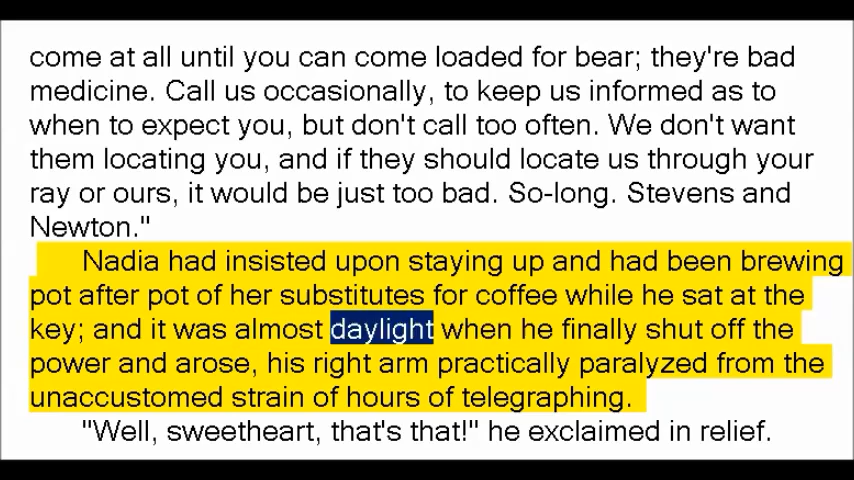 come at all until you can come loaded for bear; they're bad
medicine. Call us occasionally, to keep us informed as to
when to expect you, but don't call too often. We don't want
them locating you, and if they should locate us through your
ray or ours, it would be just too bad. So-long. Stevens and
Newton."
Nadia had insisted upon staying up and had been brewing
pot after pot of her substitutes for coffee while he sat at the
key; and it was almost daylight when he finally shut off the
power and arose, his right arm practically paralyzed from the
unaccustomed strain of hours of telegraphing.
"Well, sweetheart, that's that!" he exclaimed in relief.